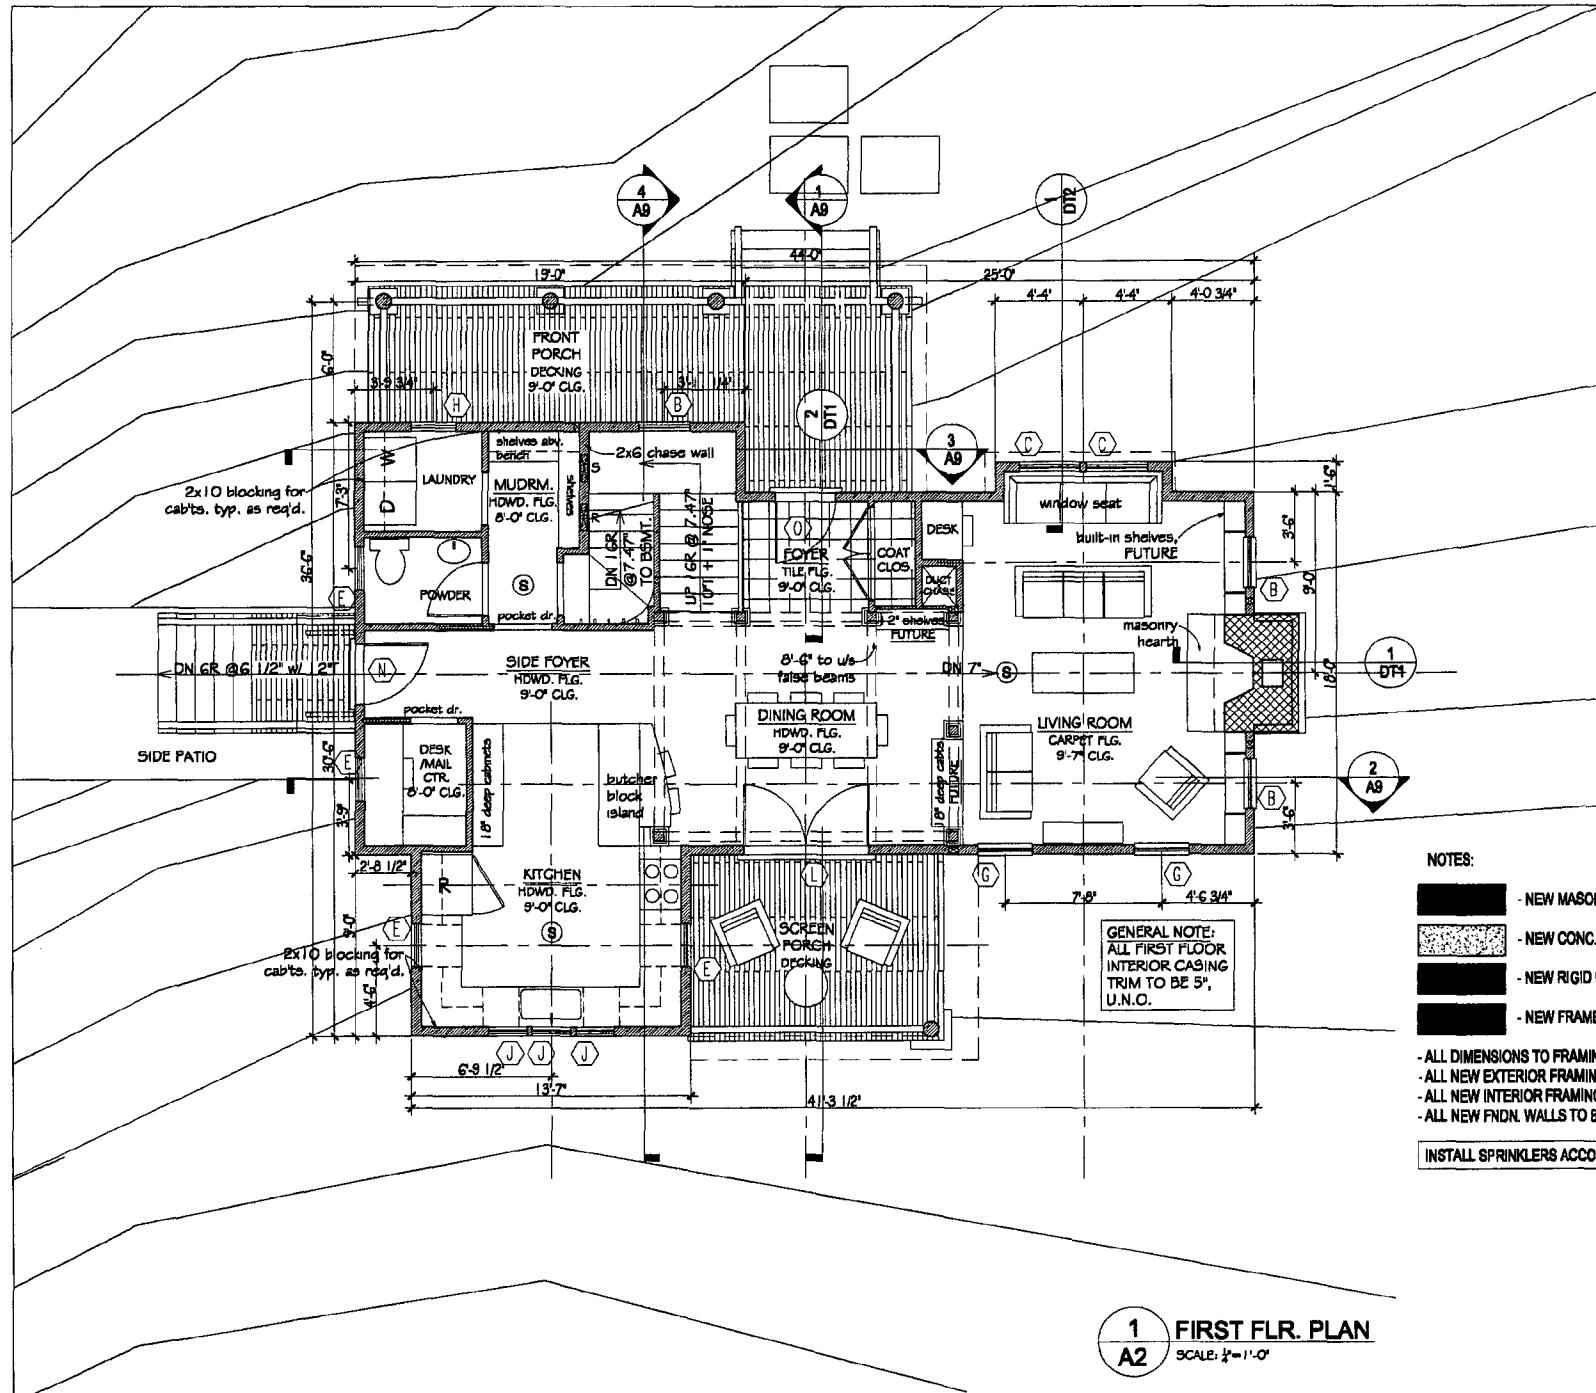 4
A9
1
A9
1
DT2
44'-0"
19'-0"
25'-0"
4'-4"
4'-4"
4'-0 3/4"
FRONT
PORCH
DECKING
9'-0" CLG.
6'-0"
3'-9 3/4"
H
B
2
DT1
3
A9
C
C
shelves abv.
bench
2x6 chase wall
S
W
D
LAUNDRY
MUDRM.
HDWD. FLG.
8'-0" CLG.
shelves
R
2x10 blocking for
cab'ts. typ. as req'd.
7'-3"
36'-6"
DN 16R
@7.47"
TO BSMT.
UP 16R @ 7.47"
10"T + 1" NOSE
O
FOYER
TILE FLG.
9'-0" CLG.
COAT
CLOS.
DESK
DUCT
CHASE
window seat
built-in shelves,
FUTURE
1'-6"
3'-6"
9'-0"
18'-0"
B
E
POWDER
S
pocket dr.
2" shelves
FUTURE
masonry
hearth
1
DT1
DN 6R @6 1/2" w/ 12"T
N
SIDE FOYER
HDWD. FLG.
9'-0" CLG.
8'-6" to u/s
false beams
DN 7"
S
pocket dr.
SIDE PATIO
30'-6"
E
DESK
/MAIL
CTR.
8'-0" CLG.
18" deep cabinets
butcher
block
island
DINING ROOM
HDWD. FLG.
9'-0" CLG.
18" deep cabts.
FUTURE
LIVING ROOM
CARPET FLG.
9'-7" CLG.
2
A9
B
3'-6"
3'-9"
2'-8 1/2"
R
KITCHEN
HDWD. FLG.
9'-0" CLG.
S
L
G
G
7'-8"
4'-6 3/4"
9'-0"
E
2x10 blocking for
cab'ts. typ. as req'd.
4'-6"
E
SCREEN
PORCH
DECKING
GENERAL NOTE:
ALL FIRST FLOOR
INTERIOR CASING
TRIM TO BE 5",
U.N.O.
J
J
J
6'-9 1/2"
13'-7"
41'-3 1/2"
NOTES:
- NEW MASO
- NEW CONC.
- NEW RIGID
- NEW FRAME
- ALL DIMENSIONS TO FRAMIN
- ALL NEW EXTERIOR FRAMIN
- ALL NEW INTERIOR FRAMING
- ALL NEW FNDN. WALLS TO B
INSTALL SPRINKLERS ACCO
1
A2
FIRST FLR. PLAN
SCALE: 1/4"=1'-0"